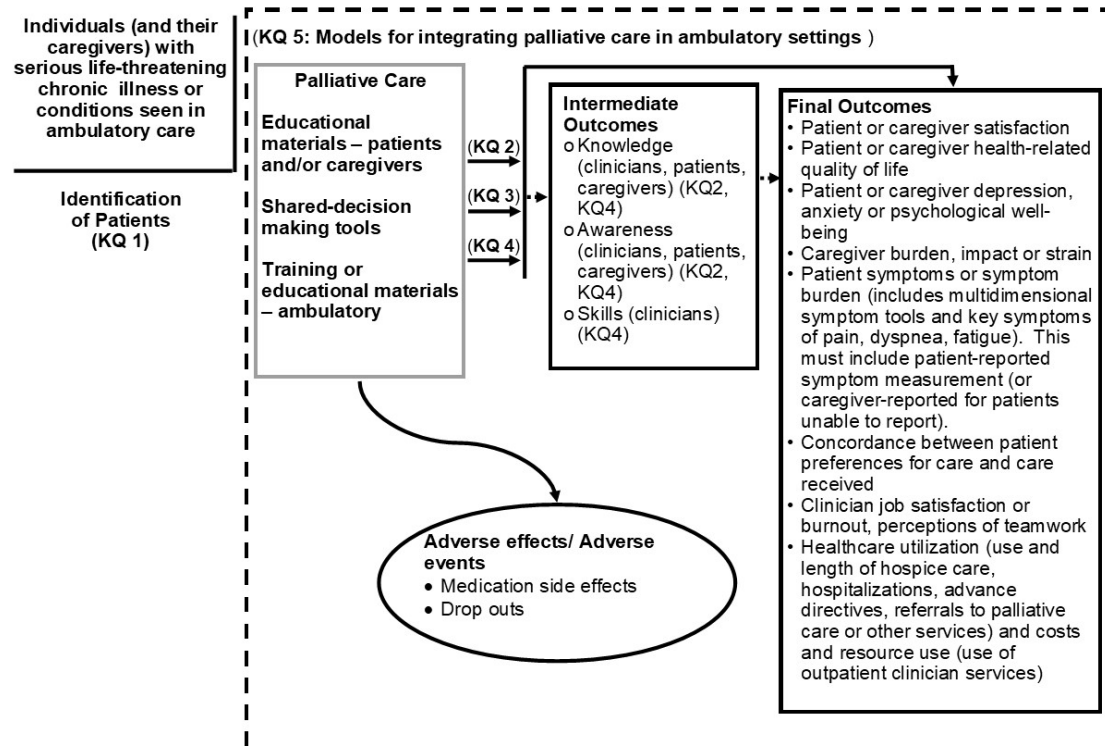 Individuals (and their
caregivers) with
serious life-threatening
chronic illness or
conditions seen in
ambulatory care
Identification
of Patients
(KQ 1)
(KQ 5: Models for integrating palliative care in ambulatory settings )
Palliative Care
Educational
materials – patients
and/or caregivers
Shared-decision
making tools
Training or
educational materials
– ambulatory
(KQ 2)
(KQ 3)
(KQ 4)
Intermediate
Outcomes
o Knowledge
(clinicians, patients,
caregivers) (KQ2,
KQ4)
o Awareness
(clinicians, patients,
caregivers) (KQ2,
KQ4)
o Skills (clinicians)
(KQ4)
Final Outcomes
• Patient or caregiver satisfaction
• Patient or caregiver health-related
quality of life
• Patient or caregiver depression,
anxiety or psychological well-
being
• Caregiver burden, impact or strain
• Patient symptoms or symptom
burden (includes multidimensional
symptom tools and key symptoms
of pain, dyspnea, fatigue).  This
must include patient-reported
symptom measurement (or
caregiver-reported for patients
unable to report).
• Concordance between patient
preferences for care and care
received
• Clinician job satisfaction or
burnout, perceptions of teamwork
• Healthcare utilization (use and
length of hospice care,
hospitalizations, advance
directives, referrals to palliative
care or other services) and costs
and resource use (use of
outpatient clinician services)
Adverse effects/ Adverse
events
● Medication side effects
● Drop outs